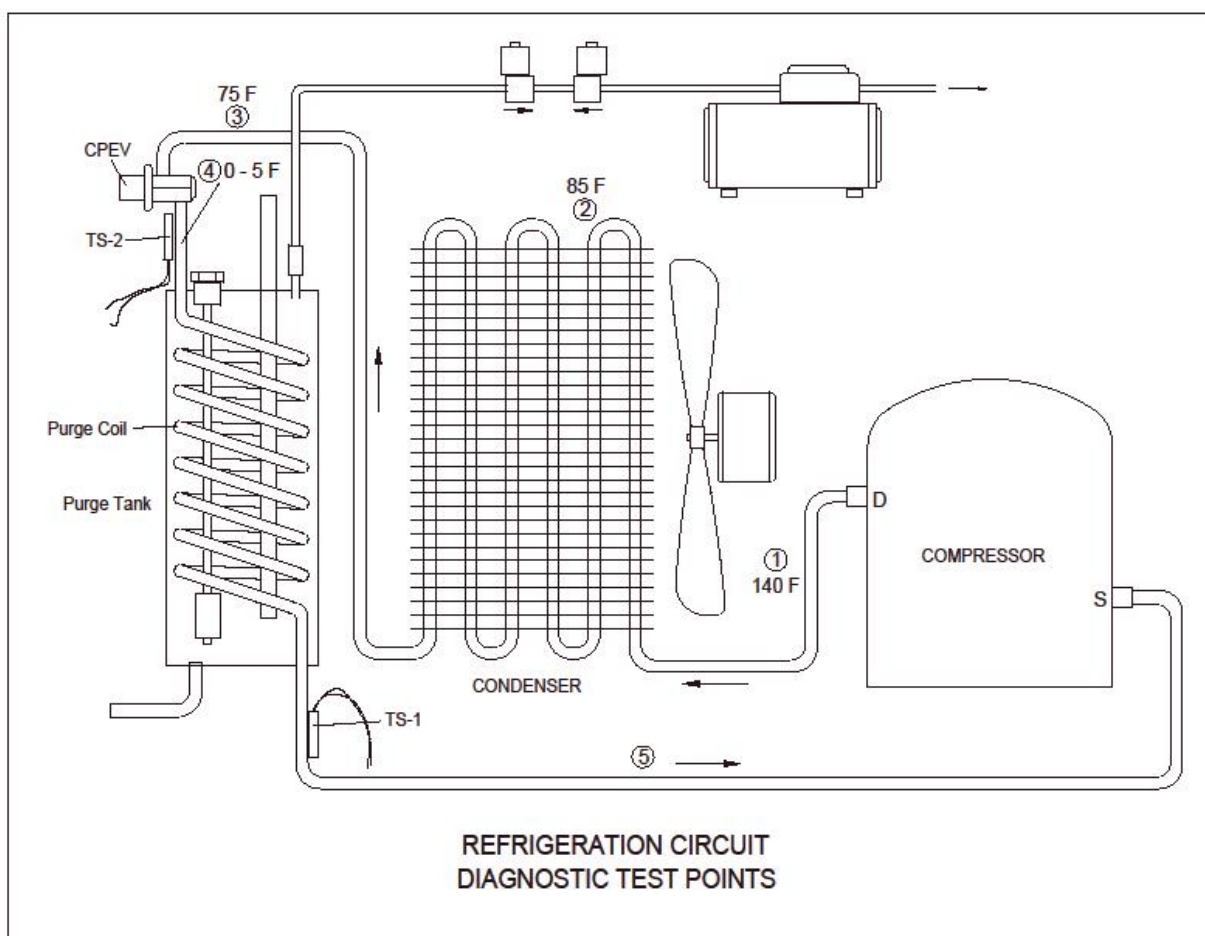 75 F
③
CPEV
④ 0 - 5 F
TS-2
85 F
②
Purge Coil
Purge Tank
D
COMPRESSOR
①
140 F
S
CONDENSER
TS-1
⑤
REFRIGERATION CIRCUIT
DIAGNOSTIC TEST POINTS